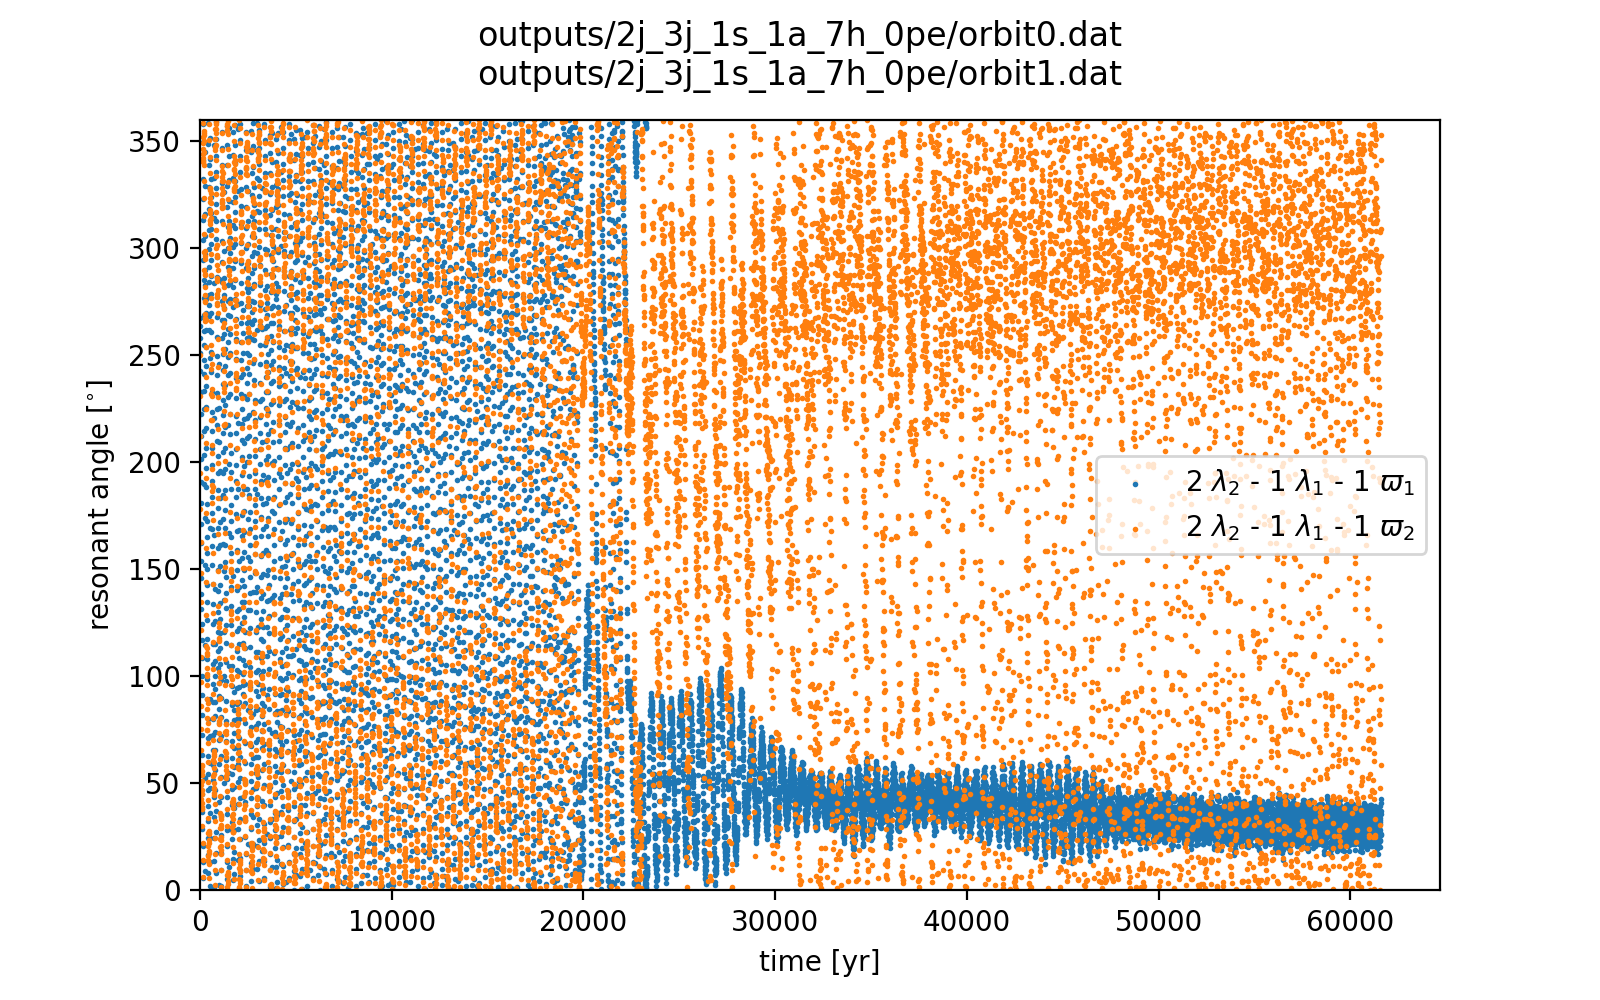 outputs/2j_3j_1s_1a_7h_0pe/orbit0.dat
outputs/2j_3j_1s_1a_7h_0pe/orbit1.dat
350
300
250
200
150
100
50
0
resonant angle [°]
2 λ₂ - 1 λ₁ - 1 ϖ₁
2 λ₂ - 1 λ₁ - 1 ϖ₂
0 10000 20000 30000 40000 50000 60000
time [yr]